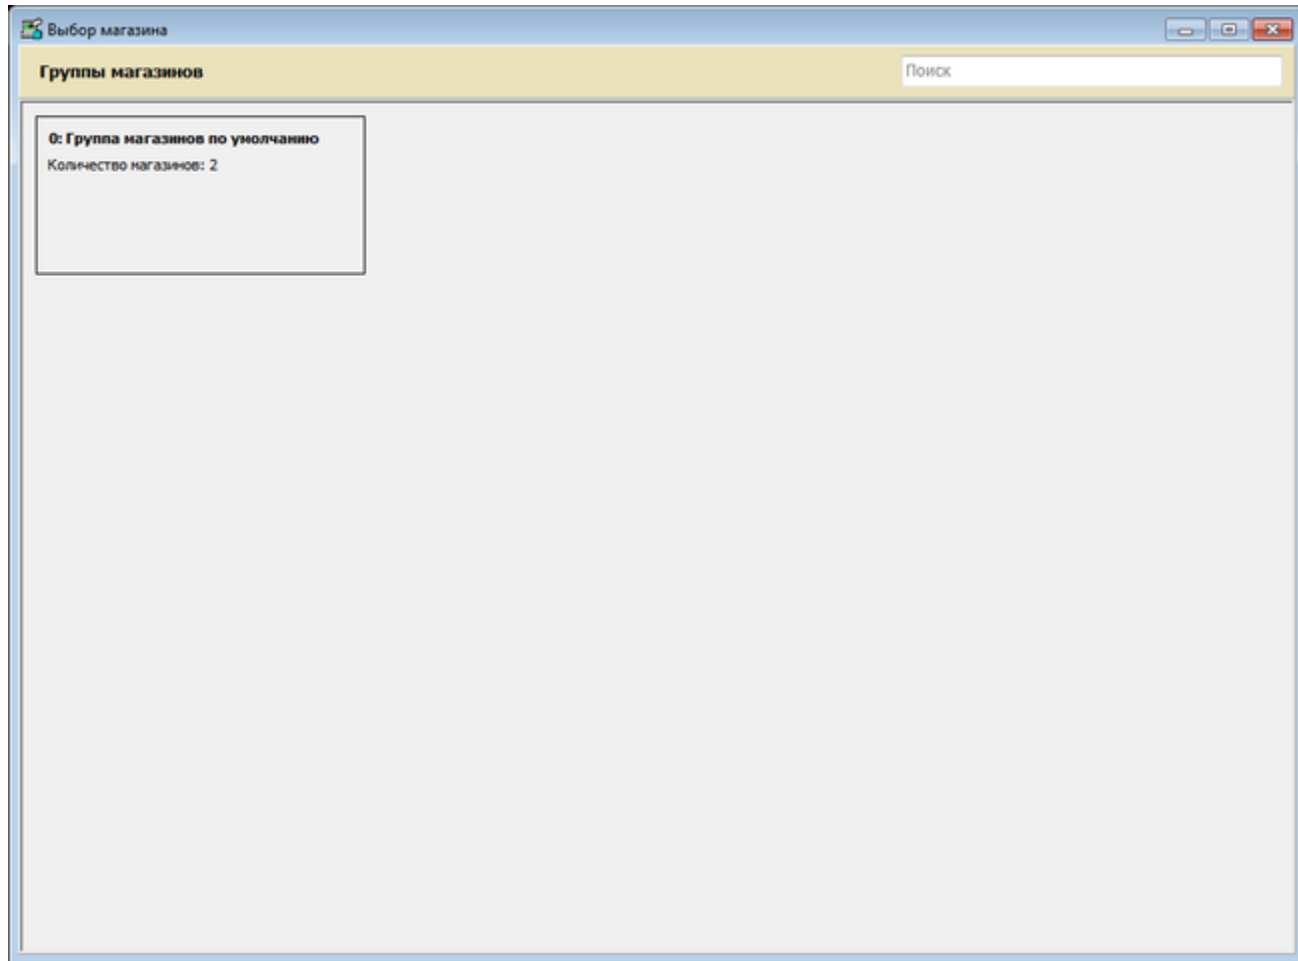 Выбор магазина
Группы магазинов
Поиск
0: Группа магазинов по умолчанию
Количество магазинов: 2